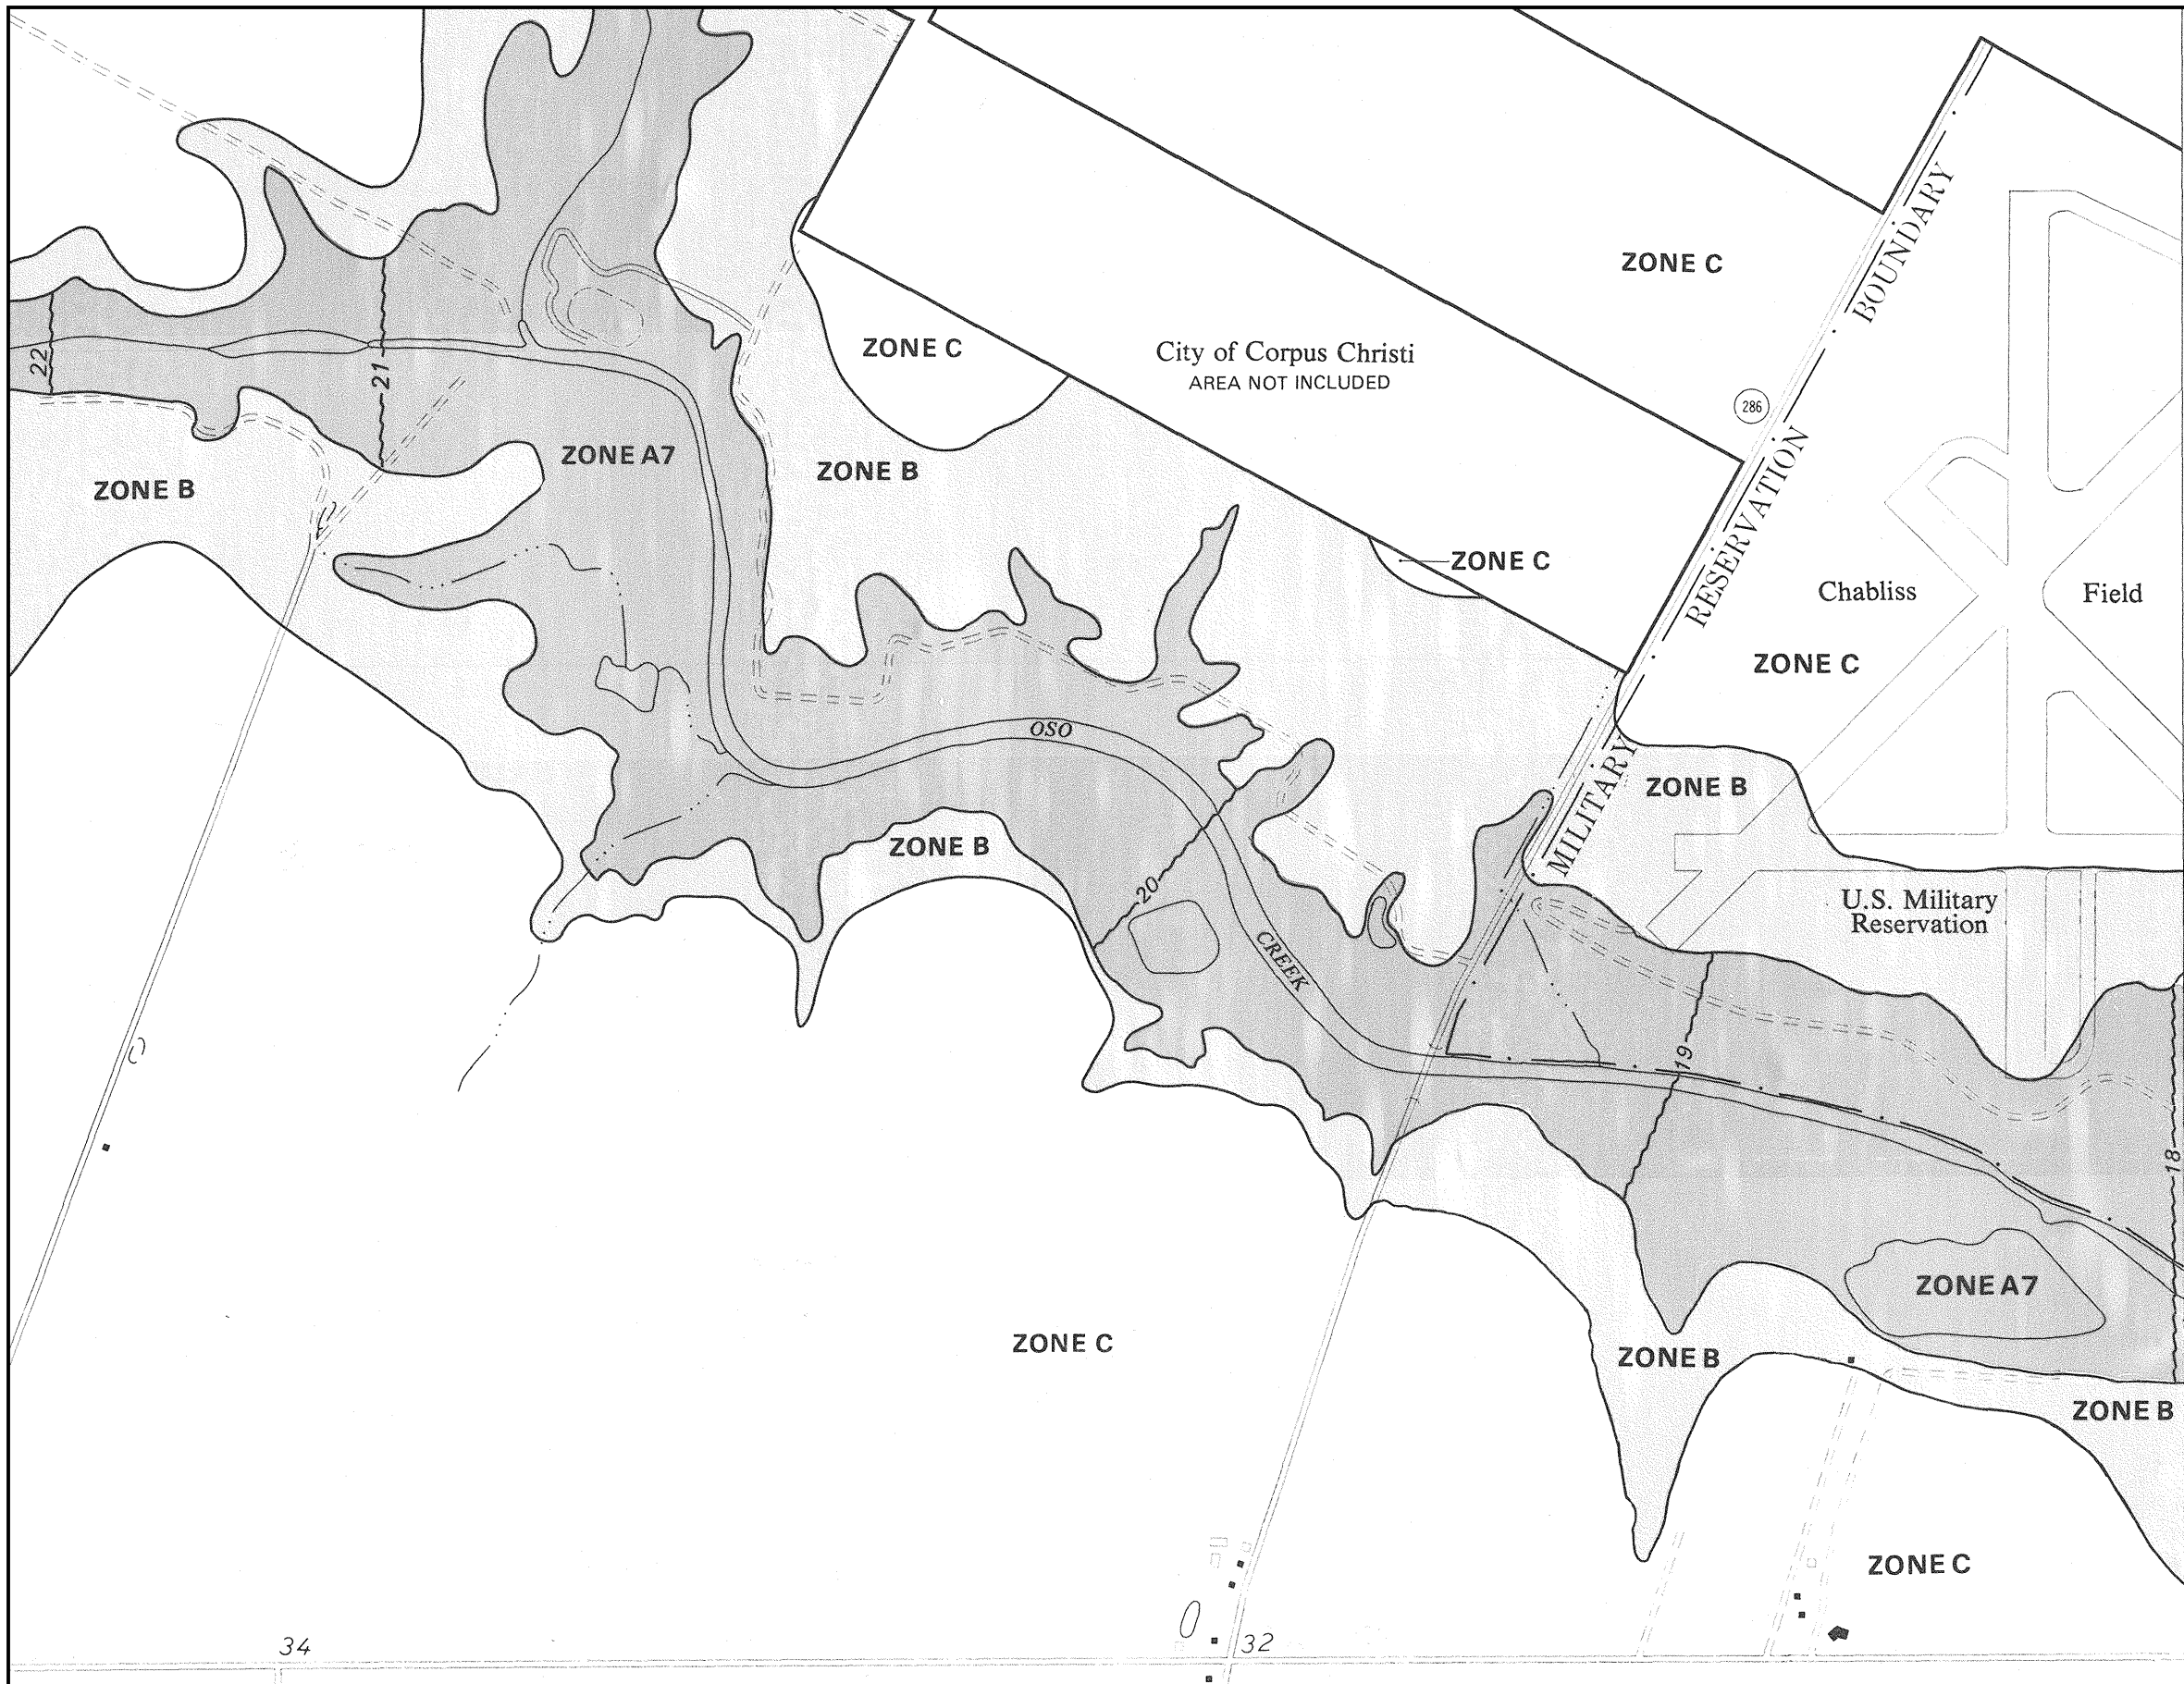 BOUNDARY
ZONE C
ZONE C
City of Corpus Christi
AREA NOT INCLUDED
22
21
286
ZONE A7
ZONE B
ZONE B
RESERVATION
ZONE C
Chabliss Field
ZONE C
OSO
MILITARY
ZONE B
ZONE B
20
U.S. Military
Reservation
CREEK
19
18
ZONE A7
ZONE C
ZONE B
ZONE B
ZONE C
34
32